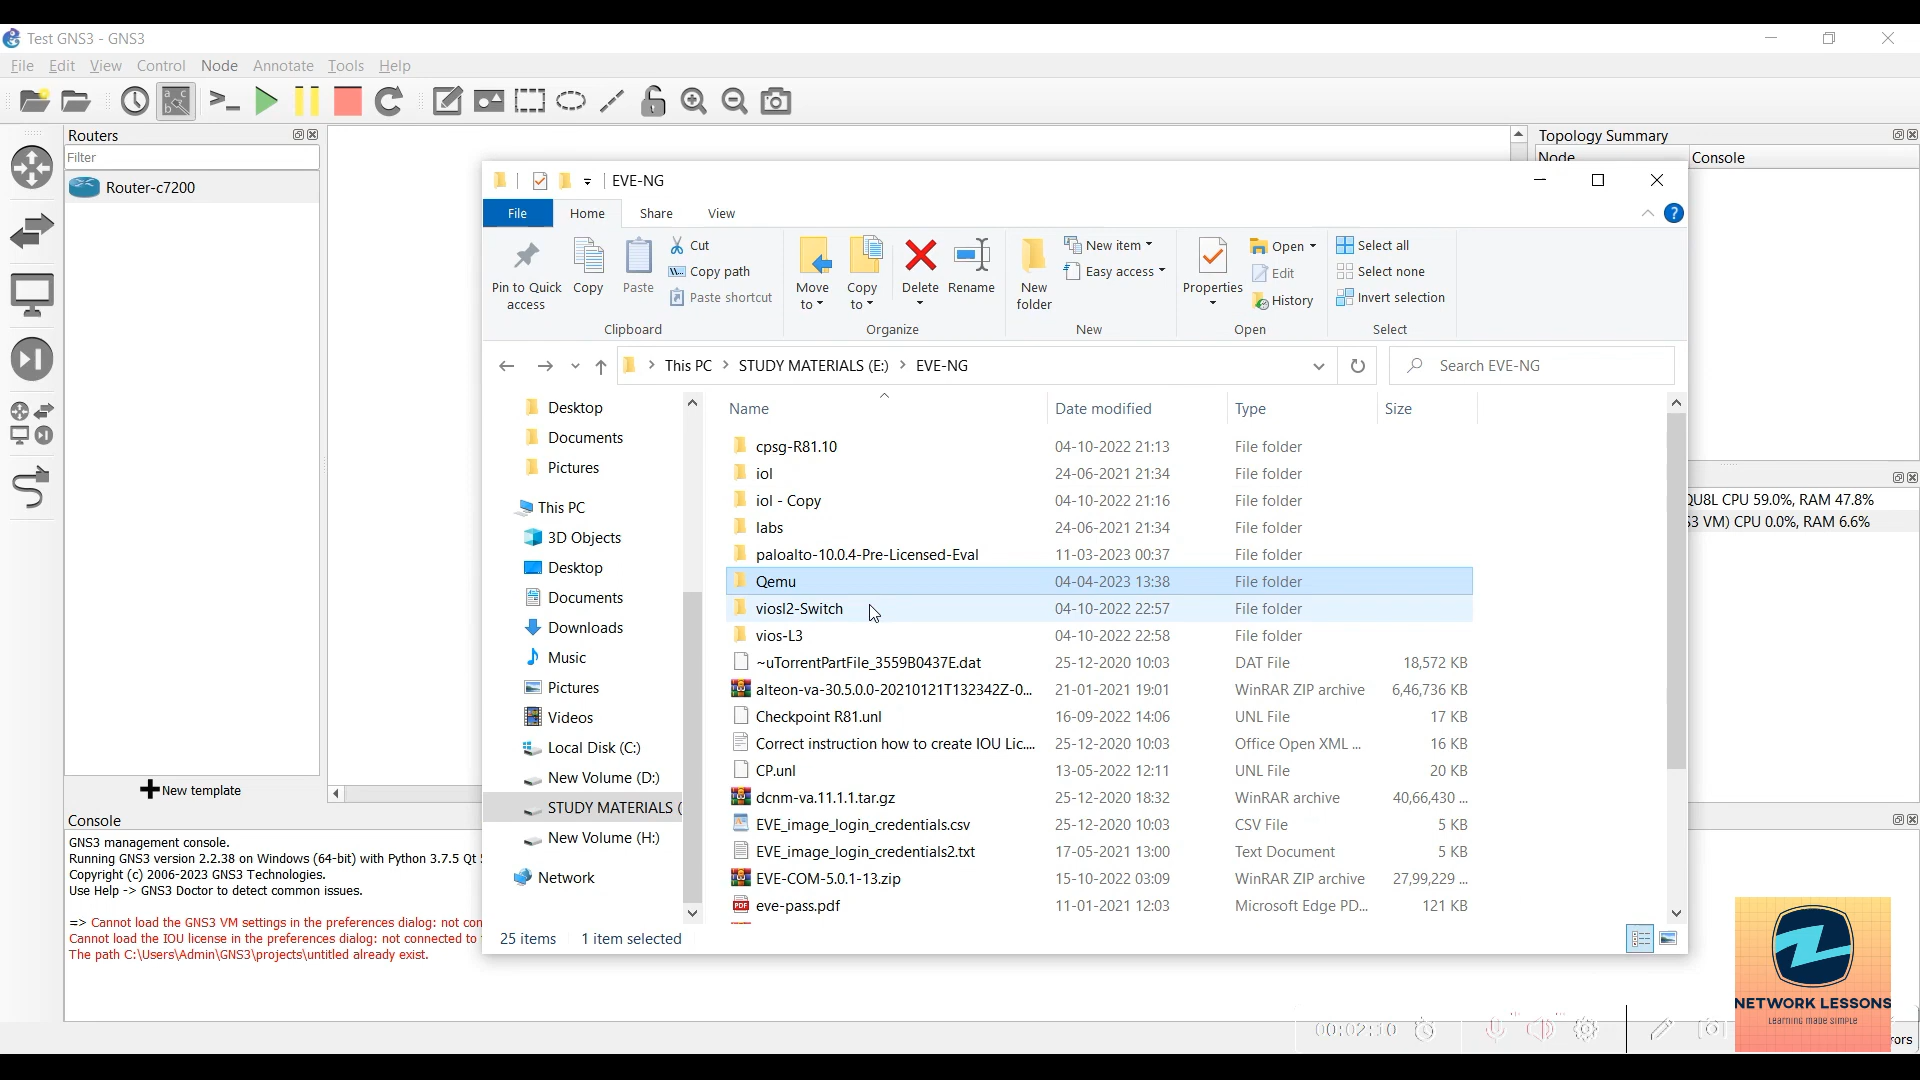 Test GNS3 - GNS3
File Edit View Control Node Annotate Tools Help
Routers
Filter
Router-c7200
New template
Topology Summary
Node Console
QU8L CPU 59.0%, RAM 47.8%
S3 VM) CPU 0.0%, RAM 6.6%
EVE-NG
File Home Share View
Pin to Quick access
Copy
Paste
Cut
Copy path
Paste shortcut
Clipboard
Move to
Copy to
Delete
Rename
Organize
New folder
New item
Easy access
New
Properties
Open
Edit
History
Open
Select all
Select none
Invert selection
Select
This PC > STUDY MATERIALS (E:) > EVE-NG
Search EVE-NG
Desktop
Documents
Pictures
This PC
3D Objects
Desktop
Documents
Downloads
Music
Pictures
Videos
Local Disk (C:)
New Volume (D:)
STUDY MATERIALS (
New Volume (H:)
Network
Name Date modified Type Size
cpsg-R81.10 04-10-2022 21:13 File folder
iol 24-06-2021 21:34 File folder
iol - Copy 04-10-2022 21:16 File folder
labs 24-06-2021 21:34 File folder
paloalto-10.0.4-Pre-Licensed-Eval 11-03-2023 00:37 File folder
Qemu 04-04-2023 13:38 File folder
viosl2-Switch 04-10-2022 22:57 File folder
vios-L3 04-10-2022 22:58 File folder
~uTorrentPartFile_3559B0437E.dat 25-12-2020 10:03 DAT File 18,572 KB
alteon-va-30.5.0.0-20210121T132342Z-0... 21-01-2021 19:01 WinRAR ZIP archive 6,46,736 KB
Checkpoint R81.unl 16-09-2022 14:06 UNL File 17 KB
Correct instruction how to create IOU Lic.... 25-12-2020 10:03 Office Open XML ... 16 KB
CP.unl 13-05-2022 12:11 UNL File 20 KB
dcnm-va.11.1.1.tar.gz 25-12-2020 18:32 WinRAR archive 40,66,430 ...
EVE_image_login_credentials.csv 25-12-2020 10:03 CSV File 5 KB
EVE_image_login_credentials2.txt 17-05-2021 13:00 Text Document 5 KB
EVE-COM-5.0.1-13.zip 15-10-2022 03:09 WinRAR ZIP archive 27,99,229 ...
eve-pass.pdf 11-01-2021 12:03 Microsoft Edge PD... 121 KB
25 items 1 item selected
Console
GNS3 management console.
Running GNS3 version 2.2.38 on Windows (64-bit) with Python 3.7.5 Qt
Copyright (c) 2006-2023 GNS3 Technologies.
Use Help -> GNS3 Doctor to detect common issues.
=> Cannot load the GNS3 VM settings in the preferences dialog: not con
Cannot load the IOU license in the preferences dialog: not connected to
The path C:\Users\Admin\GNS3\projects\untitled already exist.
NETWORK LESSONS
Learning made simple
00:02:10
rors